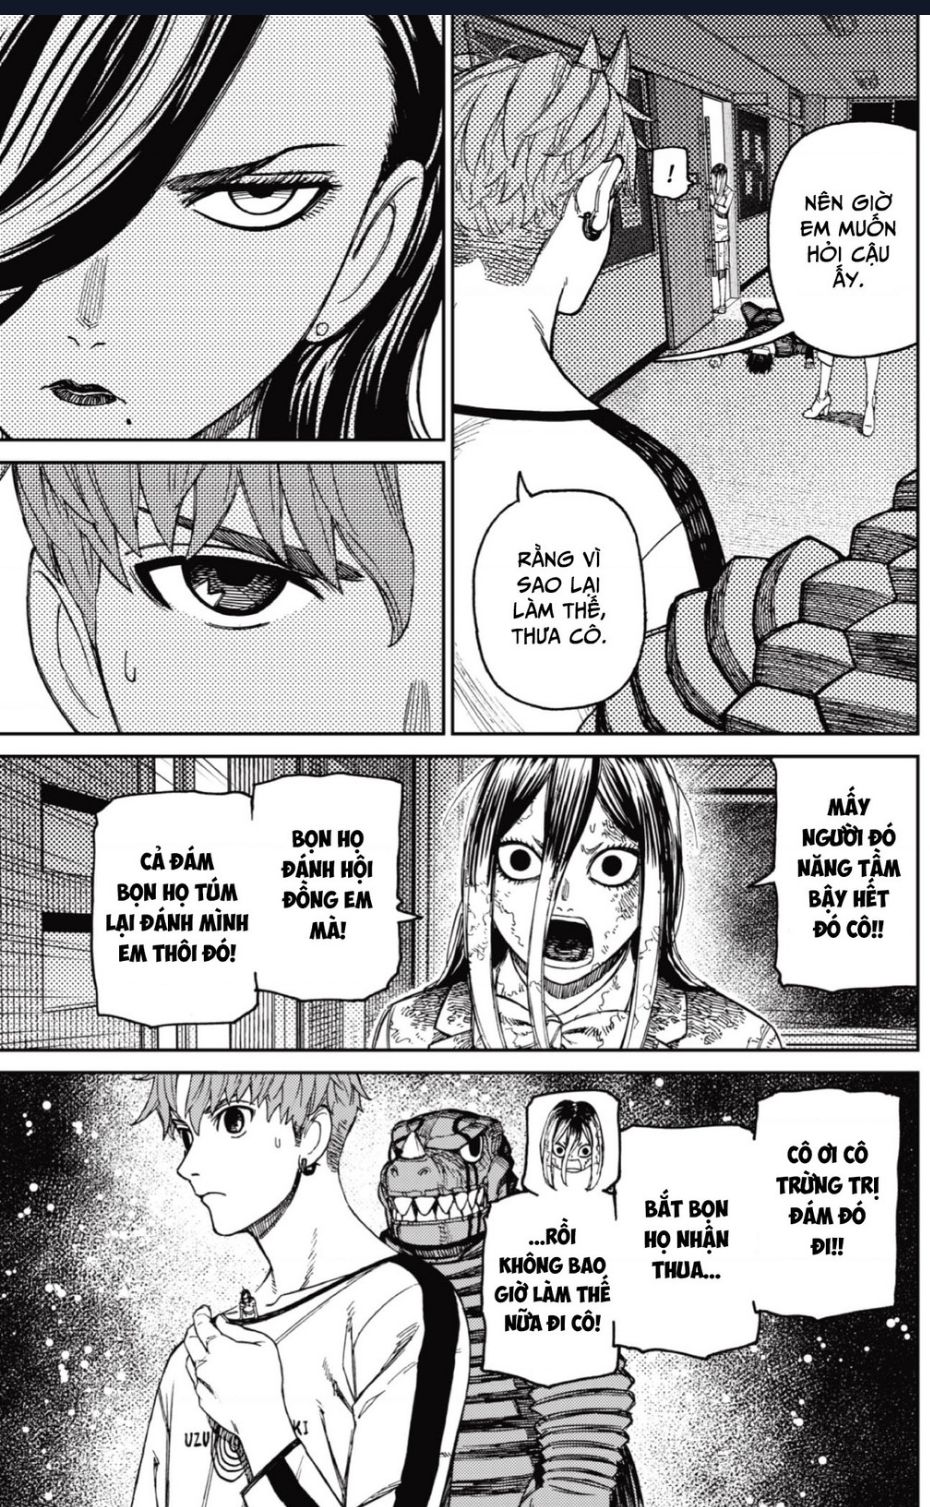 !
NÊN GIỜ
EM MUỐN
HỎI CẬU
ẤY.
RẰNG VÌ
SAO LẠI
LÀM THẾ,
THƯA CÔ.
MẤY
NGƯỜI ĐÓ
NĂNG TẦM
BẬY HẾT
ĐÓ CÔ!!
BỌN HỌ
ĐÁNH HỘI
ĐỒNG EM
MÀ!
CẢ ĐÁM
BỌN HỌ TÚM
LẠI ĐÁNH MÌNH
EM THÔI ĐÓ!
CÔ ƠI CÔ
TRỪNG TRỊ
ĐÁM ĐÓ
ĐI!!
BẮT BỌN
HỌ NHẬN
THUA...
...RỒI
KHÔNG BAO
GIỜ LÀM THẾ
NỮA ĐI CÔ!
UZU KI